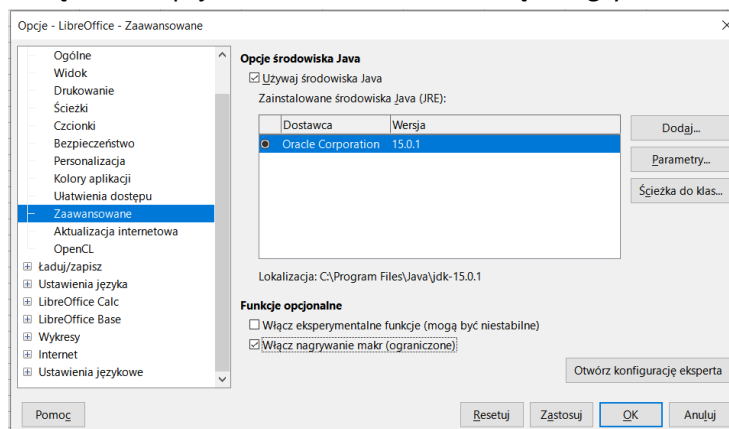 Opcje - LibreOffice - Zaawansowane
Ogólne
Widok
Drukowanie
Ścieżki
Czcionki
Bezpieczeństwo
Personalizacja
Kolory aplikacji
Ułatwienia dostępu
Zaawansowane
Aktualizacja internetowa
OpenCL
Ładuj/zapisz
Ustawienia języka
LibreOffice Calc
LibreOffice Base
Wykresy
Internet
Ustawienia językowe
Opcje środowiska Java
Używaj środowiska Java
Zainstalowane środowiska Java (JRE):
Dostawca Wersja
Oracle Corporation 15.0.1
Dodaj...
Parametry...
Ścieżka do klas...
Lokalizacja: C:\Program Files\Java\jdk-15.0.1
Funkcje opcjonalne
Włącz eksperymentalne funkcje (mogą być niestabilne)
Włącz nagrywanie makr (ograniczone)
Otwórz konfigurację eksperta
Pomoc Resetuj Zastosuj OK Anuluj